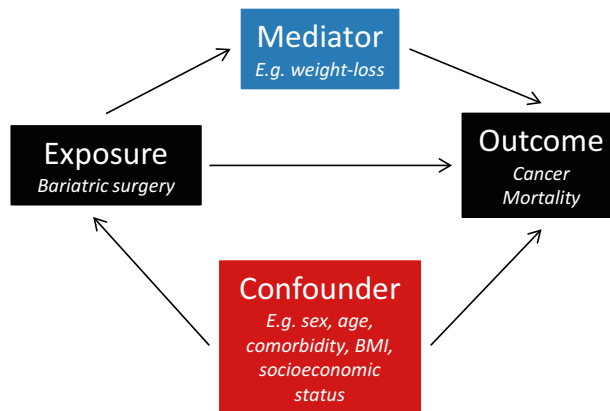 Mediator
E.g. weight-loss
Exposure
Bariatric surgery
Outcome
Cancer
Mortality
Confounder
E.g. sex, age,
comorbidity, BMI,
socioeconomic
status